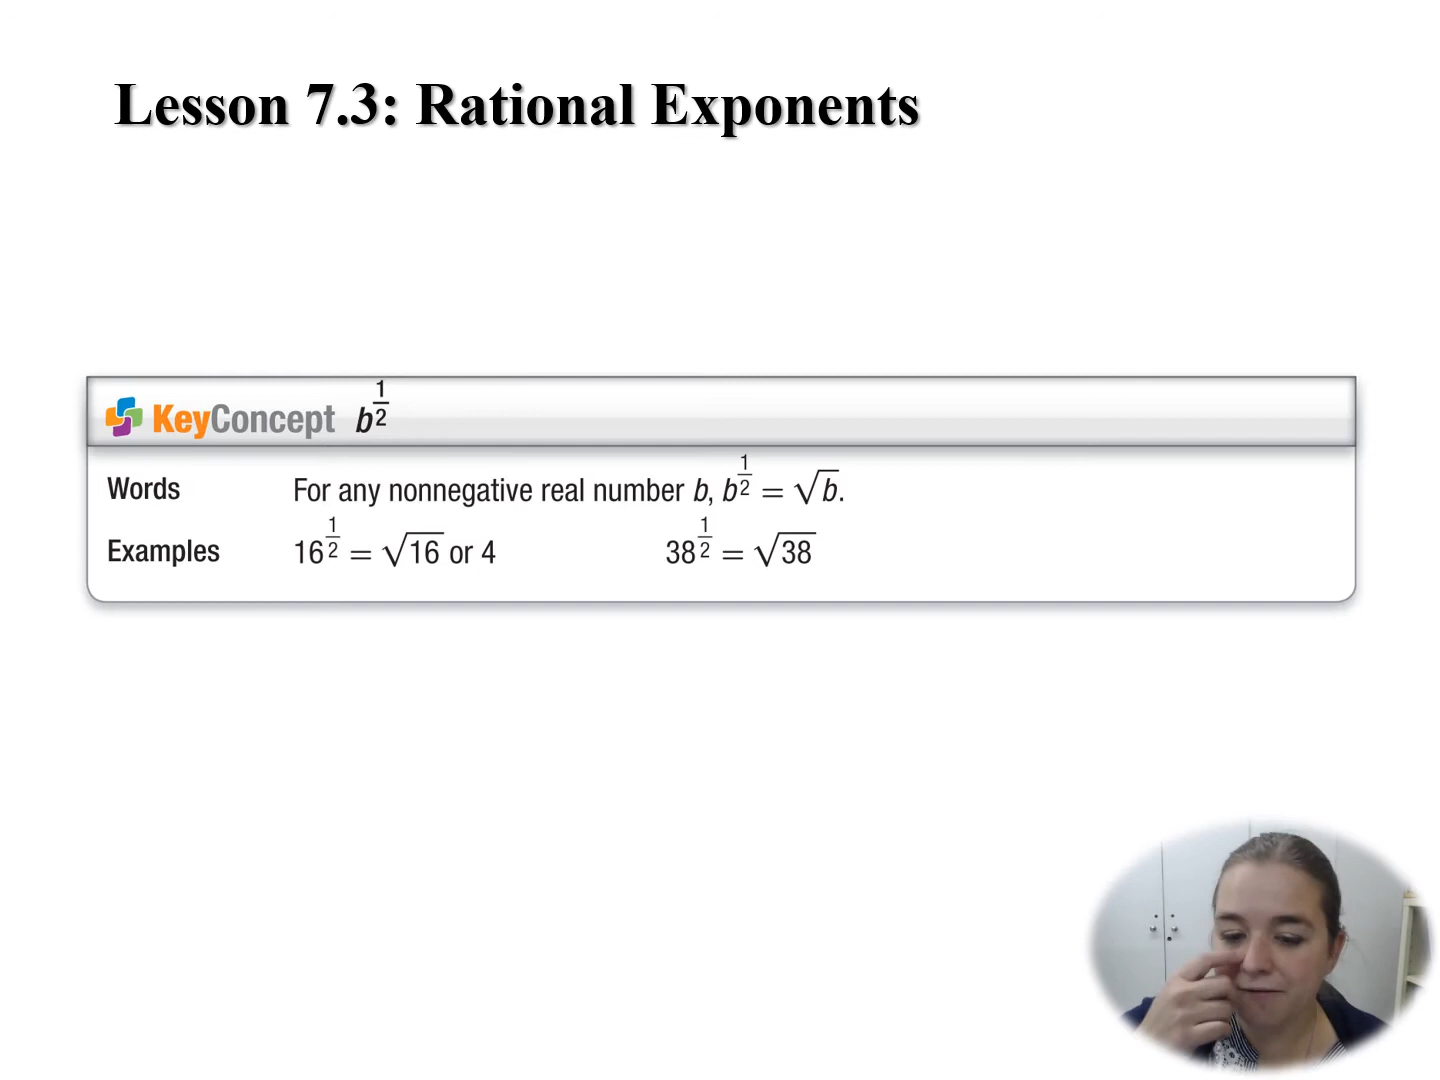 Lesson 7.3: Rational Exponents
KeyConcept b^{1/2}
Words For any nonnegative real number b, b^{1/2} = √b.
Examples 16^{1/2} = √16 or 4 38^{1/2} = √38